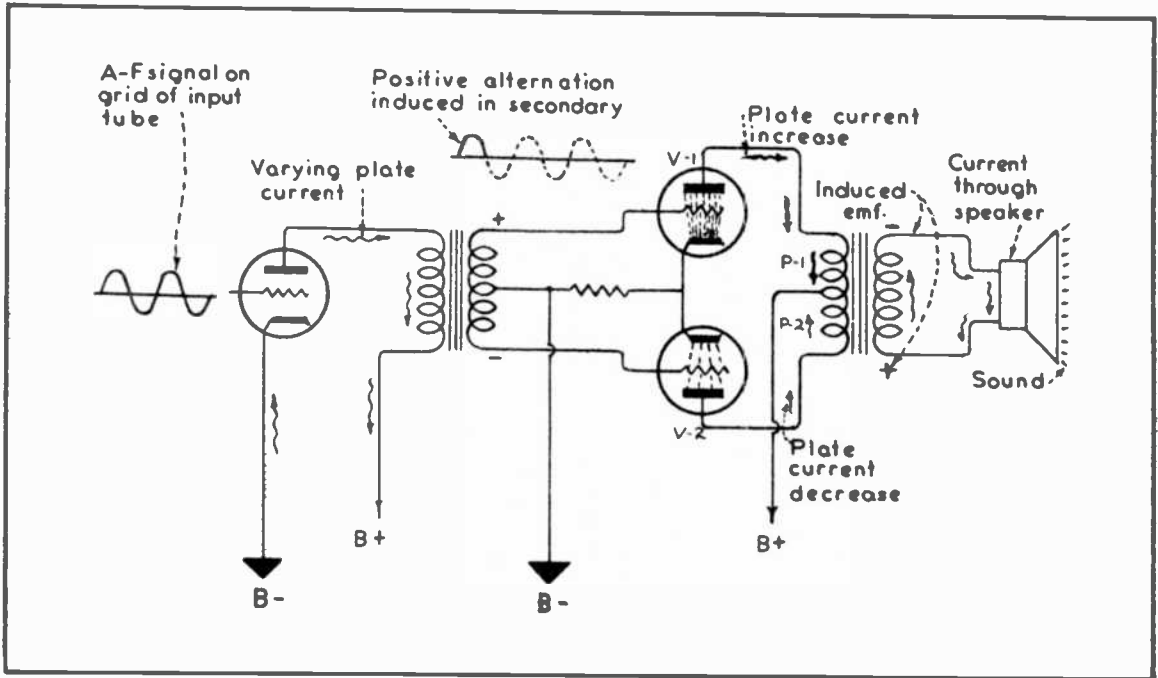 A-F signal on
grid of input
tube
Positive alternation
induced in secondary
Varying plate
current
V-1
Plate current
increase
Induced
emf.
Current
through
speaker
+
-
P-1
P-2
-
+
Sound
V-2
Plate
current
decrease
B+
B+
B-
B-